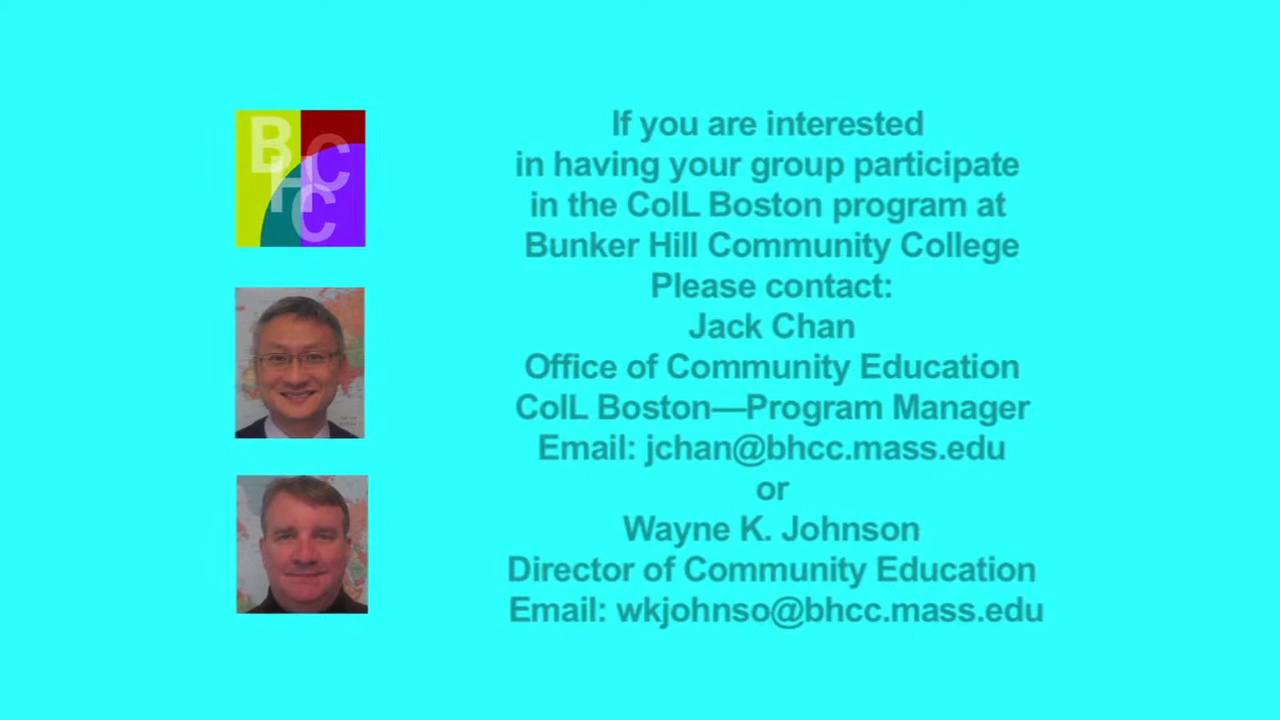 BHCC
If you are interested
in having your group participate
in the CoIL Boston program at
Bunker Hill Community College
Please contact:
Jack Chan
Office of Community Education
CoIL Boston—Program Manager
Email: jchan@bhcc.mass.edu
or
Wayne K. Johnson
Director of Community Education
Email: wkjohnso@bhcc.mass.edu